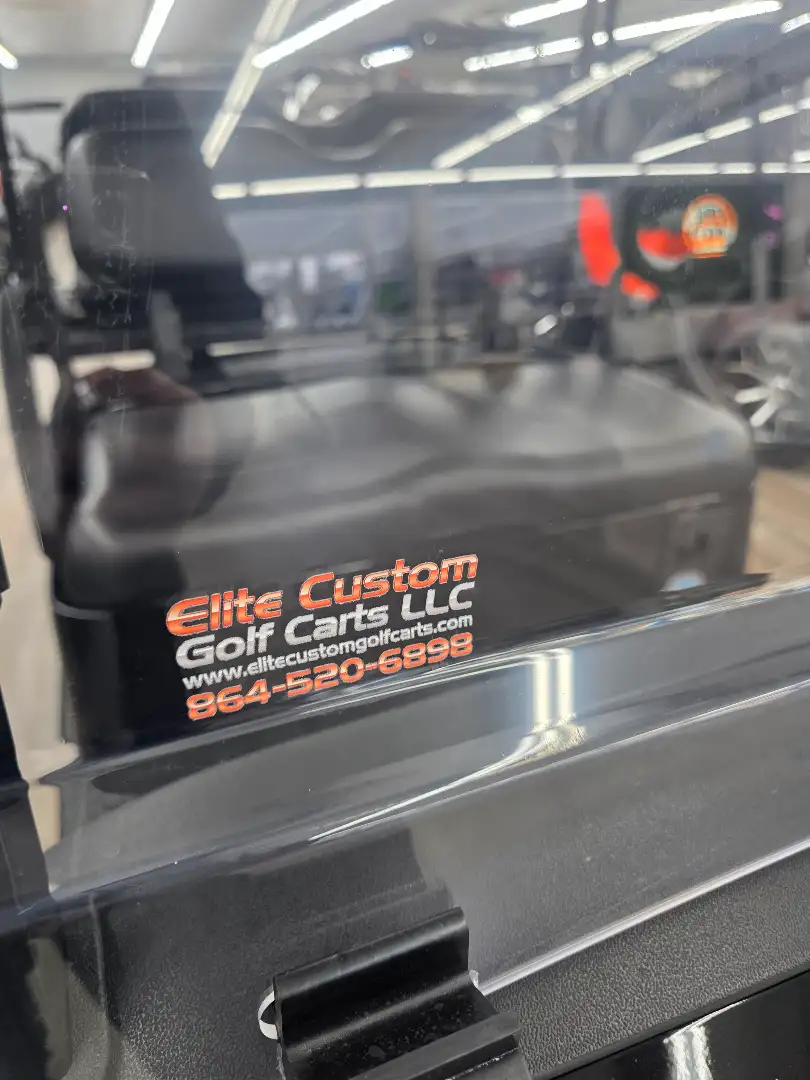 Elite Custom
Golf Carts LLC
www.elitecustomgolfcarts.com
864-520-6898